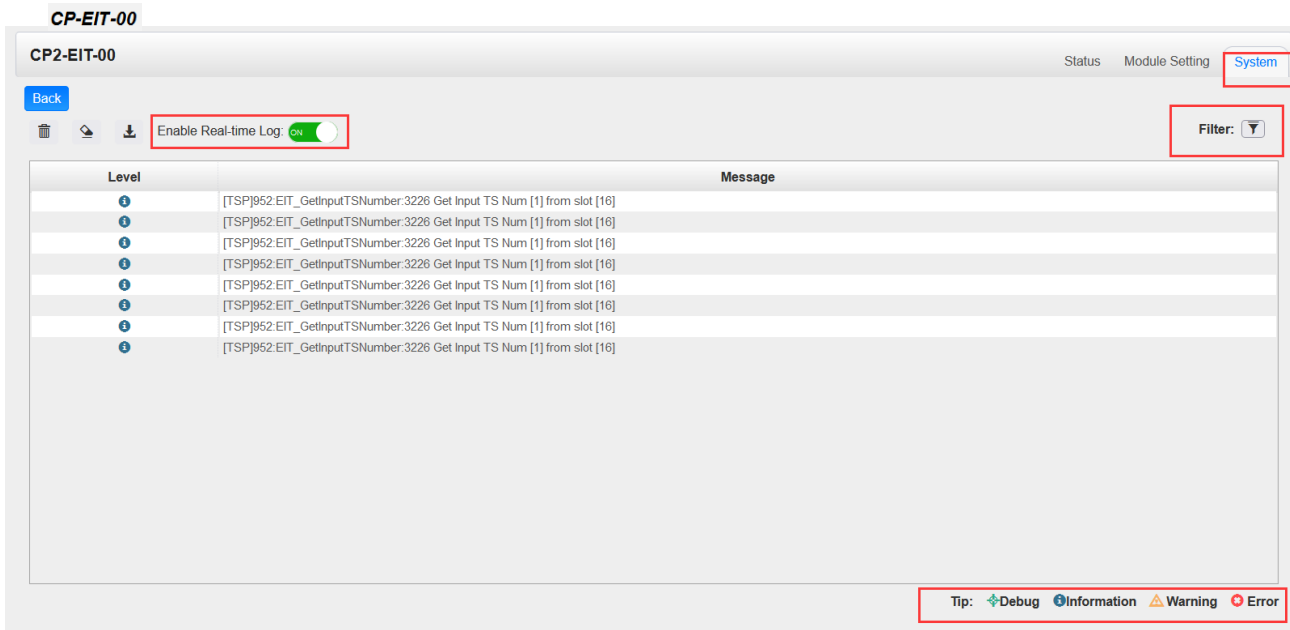 CP-EIT-00
CP2-EIT-00
Status Module Setting System
Back
Enable Real-time Log: ON Filter:
Level Message
[TSP]952:EIT_GetInputTSNumber:3226 Get Input TS Num [1] from slot [16]
[TSP]952:EIT_GetInputTSNumber:3226 Get Input TS Num [1] from slot [16]
[TSP]952:EIT_GetInputTSNumber:3226 Get Input TS Num [1] from slot [16]
[TSP]952:EIT_GetInputTSNumber:3226 Get Input TS Num [1] from slot [16]
[TSP]952:EIT_GetInputTSNumber:3226 Get Input TS Num [1] from slot [16]
[TSP]952:EIT_GetInputTSNumber:3226 Get Input TS Num [1] from slot [16]
[TSP]952:EIT_GetInputTSNumber:3226 Get Input TS Num [1] from slot [16]
[TSP]952:EIT_GetInputTSNumber:3226 Get Input TS Num [1] from slot [16]
Tip: Debug Information Warning Error